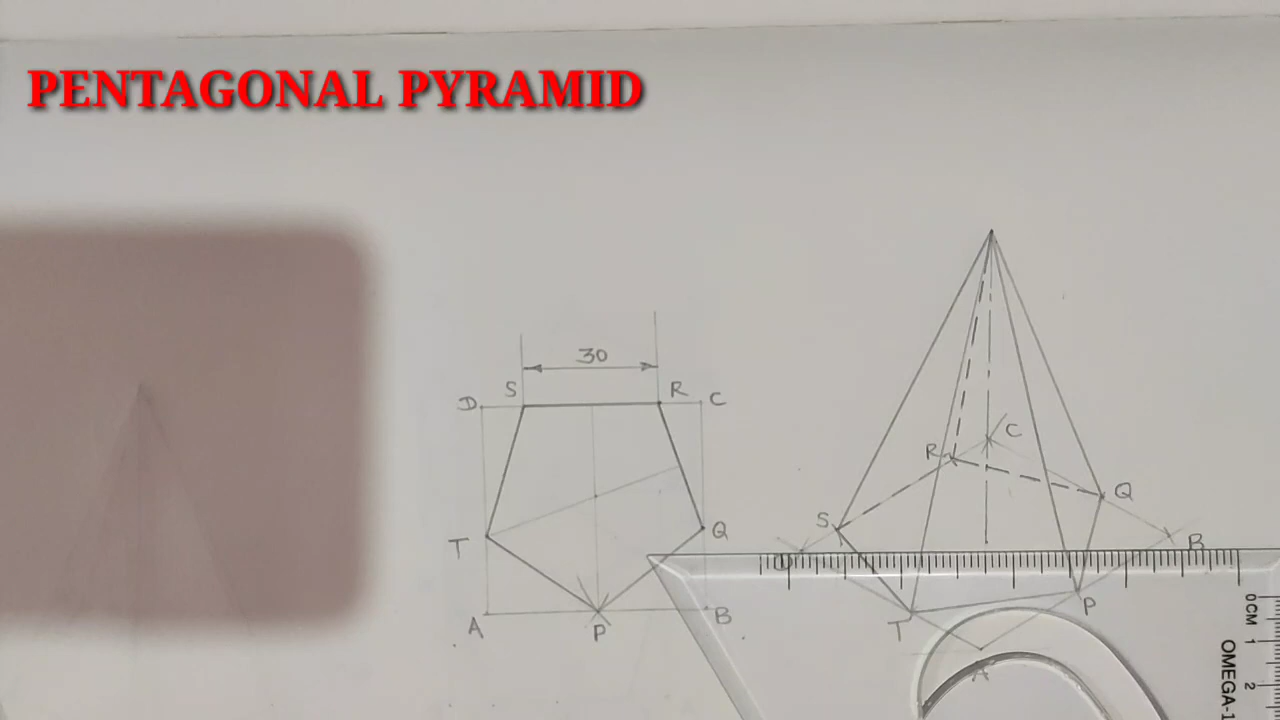 PENTAGONAL PYRAMID
30
D S R C
T Q
A P B
C
R
Q
S
B
D
P
T
A
0CM
1
2
OMEGA-1